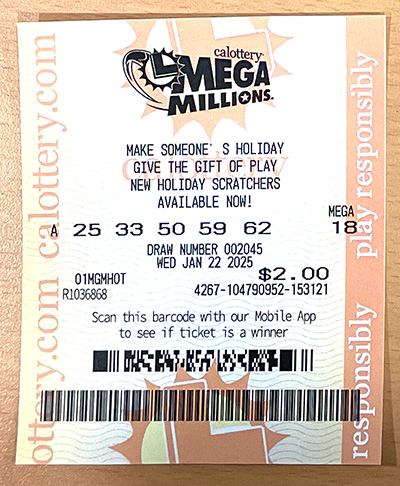 calottery
MEGA
MILLIONS
MAKE SOMEONE' S HOLIDAY
GIVE THE GIFT OF PLAY
NEW HOLIDAY SCRATCHERS
AVAILABLE NOW!
MEGA
A 25 33 50 59 62 18
DRAW NUMBER 002045
WED JAN 22 2025
$2.00
01MGMHOT
R1036868 4267-104790952-153121
Scan this barcode with our Mobile App
to see if ticket is a winner
ottery.com calottery.com
play responsibly
responsibly